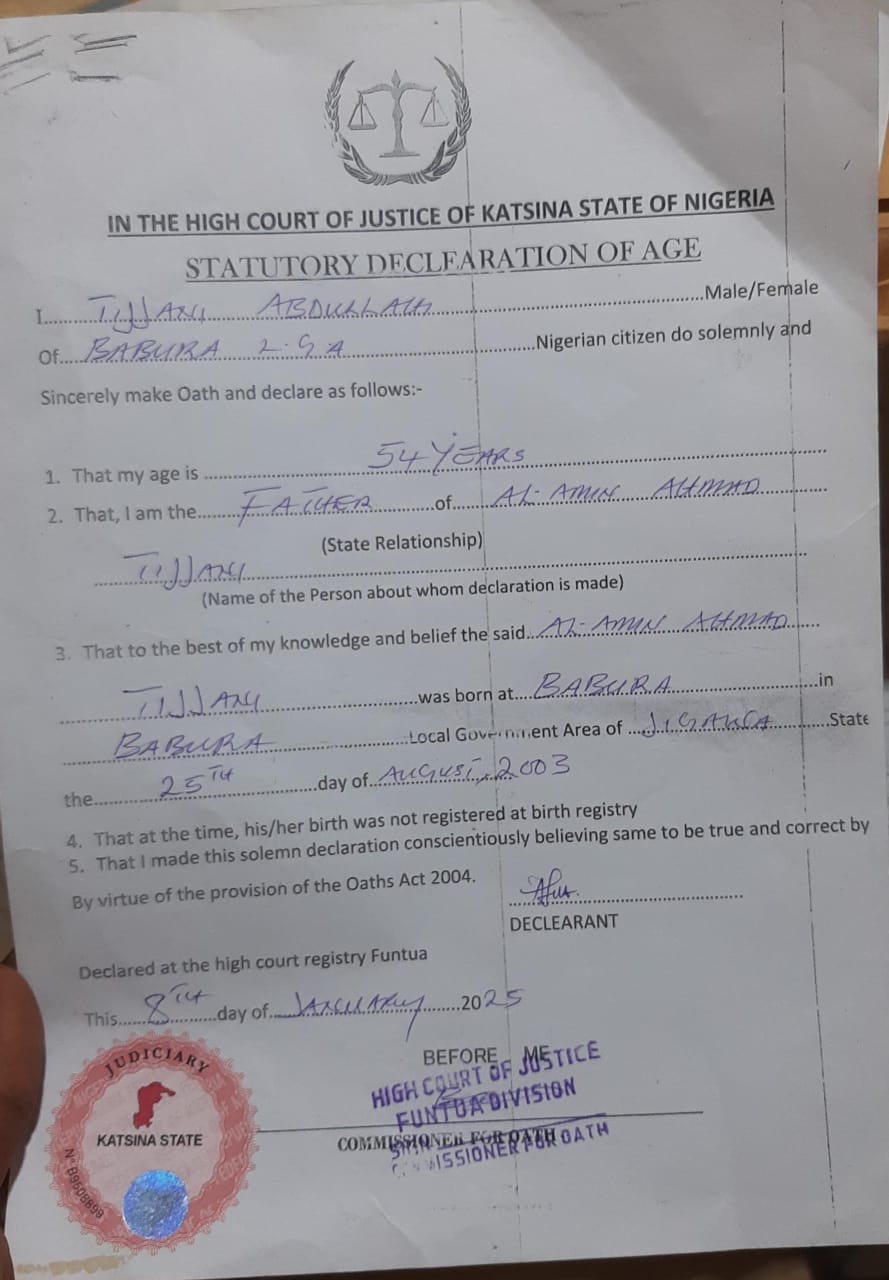 IN THE HIGH COURT OF JUSTICE OF KATSINA STATE OF NIGERIA
STATUTORY DECLEARATION OF AGE
I..........TIJJANI ABDULLAHI..........Male/Female
Of....BABURA L.G.A..........Nigerian citizen do solemnly and
Sincerely make Oath and declare as follows:-
1. That my age is ..........54 YEARS..........
2. That, I am the........FATHER..........of........AL-AMIN AHMAD..........
(State Relationship)
..........TIJJANI..........
(Name of the Person about whom declaration is made)
3. That to the best of my knowledge and belief the said...AL-AMIN AHMAD......
..........TIJJANI..........was born at....BABURA..........in
..........BABURA..........Local Government Area of ...JIGAWA..........State
the..........25TH..........day of...AUGUST, 2003
4. That at the time, his/her birth was not registered at birth registry
5. That I made this solemn declaration conscientiously believing same to be true and correct by
By virtue of the provision of the Oaths Act 2004.
DECLEARANT
Declared at the high court registry Funtua
This......8TH..........day of....JANUARY........2025
BEFORE ME
HIGH COURT OF JUSTICE
FUNTUA DIVISION
COMMISSIONER FOR OATH
COMMISSIONER FOR OATH
JUDICIARY
KATSINA STATE
Nº B9508899